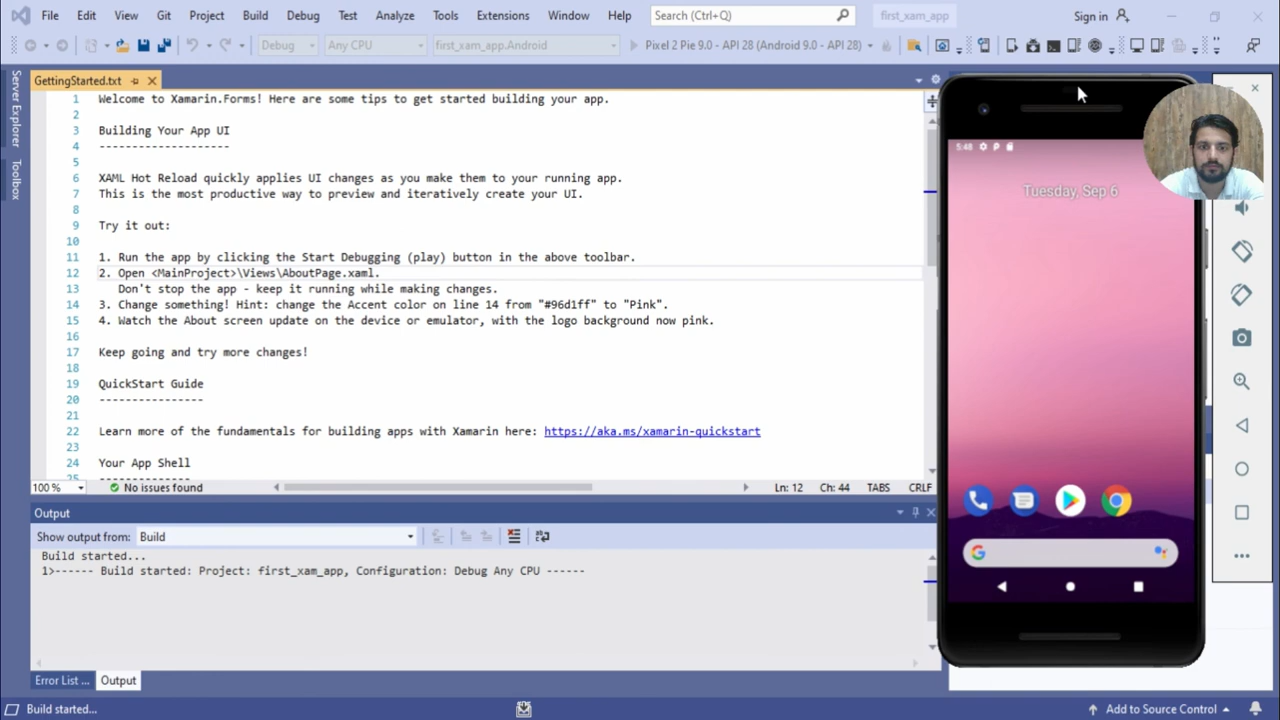 File Edit View Git Project Build Debug Test Analyze Tools Extensions Window Help Search (Ctrl+Q) first_xam_app Sign in
Debug Any CPU first_xam_app.Android Pixel 2 Pie 9.0 - API 28 (Android 9.0 - API 28)
Server Explorer
Toolbox
GettingStarted.txt
1 Welcome to Xamarin.Forms! Here are some tips to get started building your app.
2
3 Building Your App UI
4 --------------------
5
6 XAML Hot Reload quickly applies UI changes as you make them to your running app.
7 This is the most productive way to preview and iteratively create your UI.
8
9 Try it out:
10
11 1. Run the app by clicking the Start Debugging (play) button in the above toolbar.
12 2. Open <MainProject>\Views\AboutPage.xaml.
13 Don't stop the app - keep it running while making changes.
14 3. Change something! Hint: change the Accent color on line 14 from "#96d1ff" to "Pink".
15 4. Watch the About screen update on the device or emulator, with the logo background now pink.
16
17 Keep going and try more changes!
18
19 QuickStart Guide
20 ----------------
21
22 Learn more of the fundamentals for building apps with Xamarin here: https://aka.ms/xamarin-quickstart
23
24 Your App Shell
25 --------------
100 % No issues found Ln: 12 Ch: 44 TABS CRLF
Output
Show output from: Build
Build started...
1>------ Build started: Project: first_xam_app, Configuration: Debug Any CPU ------
Error List ... Output
Build started... Add to Source Control
5:48
Tuesday, Sep 6